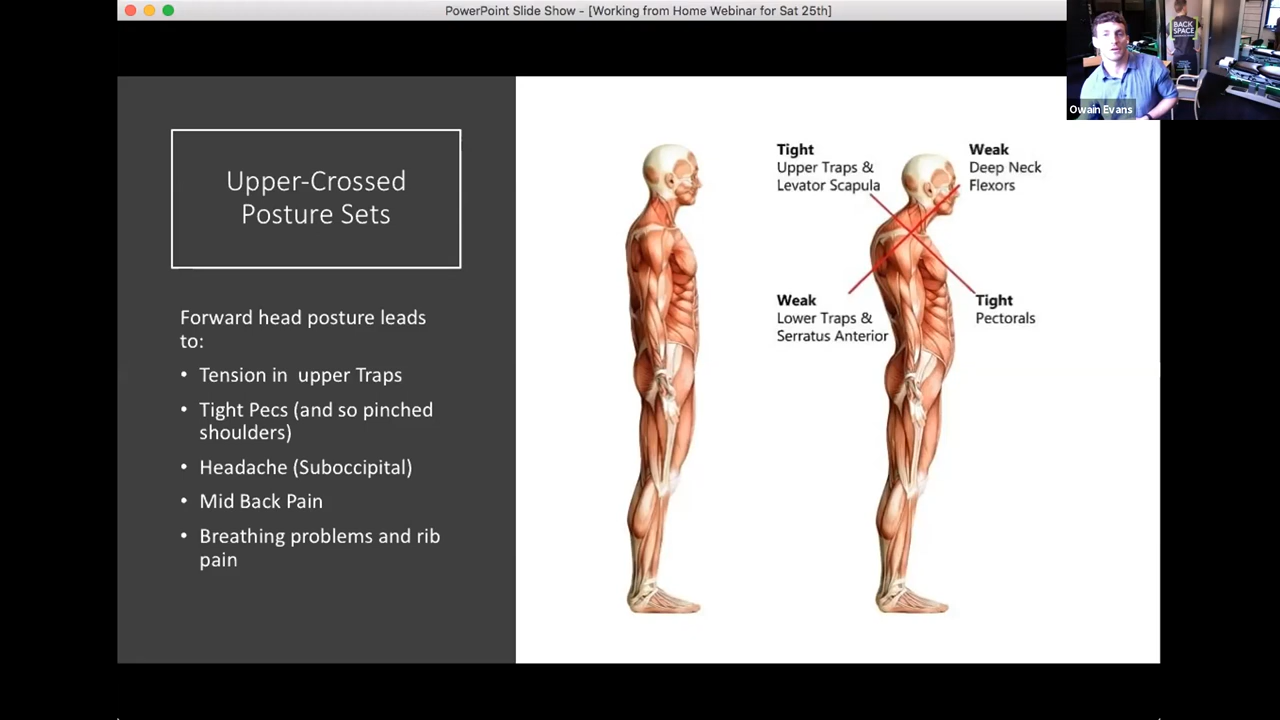 PowerPoint Slide Show - [Working from Home Webinar for Sat 25th]
BACK
SPACE
Owain Evans
Upper-Crossed
Posture Sets
Forward head posture leads
to:
• Tension in  upper Traps
• Tight Pecs (and so pinched
shoulders)
• Headache (Suboccipital)
• Mid Back Pain
• Breathing problems and rib
pain
Tight
Upper Traps &
Levator Scapula
Weak
Deep Neck
Flexors
Weak
Lower Traps &
Serratus Anterior
Tight
Pectorals